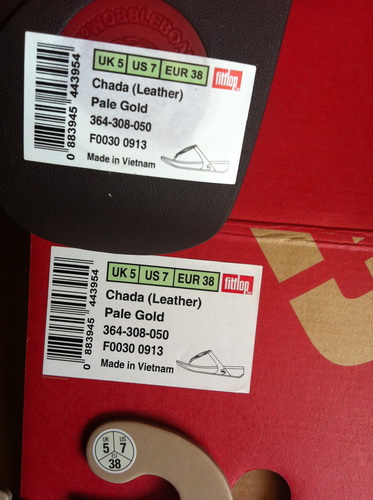 WOBBLEBOA
UK 5 US 7 EUR 38 fitflop
Chada (Leather)
Pale Gold
364-308-050
F0030 0913
Made in Vietnam
0 883945 443954
UK 5 US 7 EUR 38 fitflop
Chada (Leather)
Pale Gold
364-308-050
F0030 0913
Made in Vietnam
0 883945 443954
UK US
5 7
EU
38